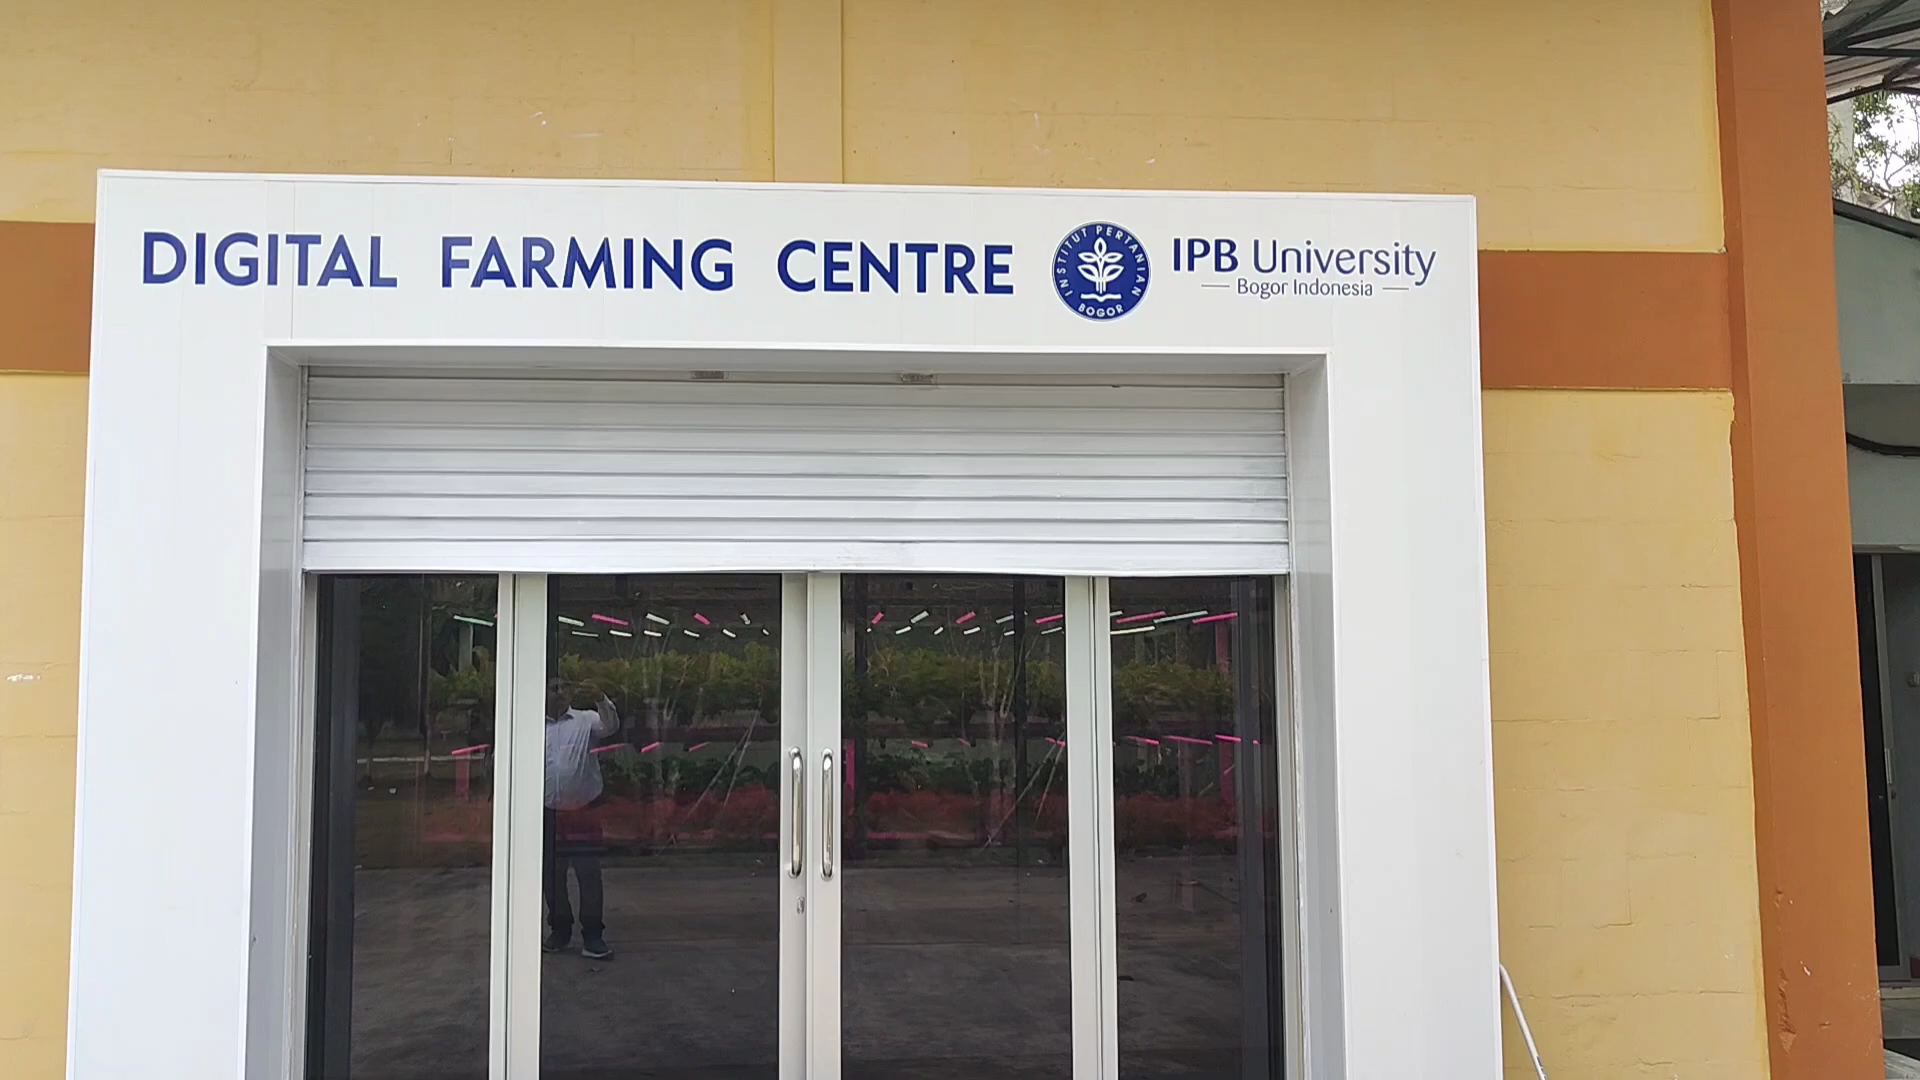 DIGITAL FARMING CENTRE
INSTITUT PERTANIAN
BOGOR
IPB University
Bogor Indonesia